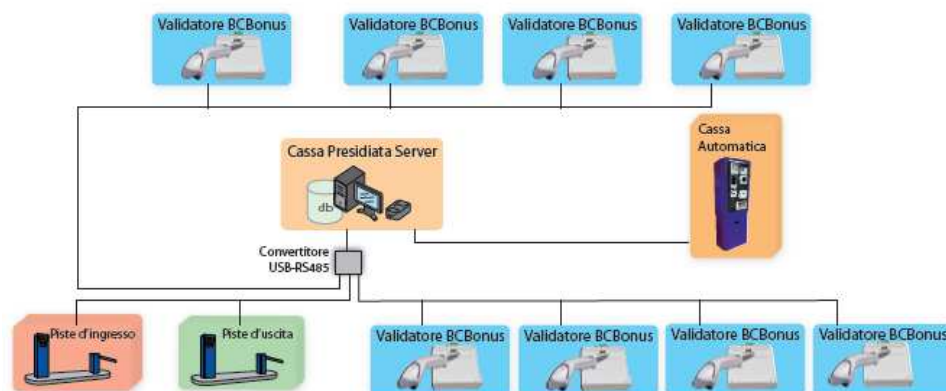 Validatore BCBonus
Validatore BCBonus
Validatore BCBonus
Validatore BCBonus
Cassa
Automatica
Cassa Presidiata Server
db
Convertitore
USB-RS485
Piste d'ingresso
Piste d'uscita
Validatore BCBonus
Validatore BCBonus
Validatore BCBonus
Validatore BCBonus